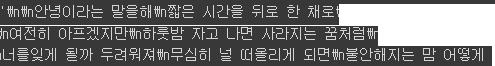 '₩n₩n안녕이라는 말을해₩n짧은 시간을 뒤로 한 채로
₩n여전히 아프겠지만₩n하룻밤 자고 나면 사라지는 꿈처럼₩n
너를잊게 될까 두려워져₩n무심히 널 떠올리게 되면₩n불안해지는 맘 어떻게